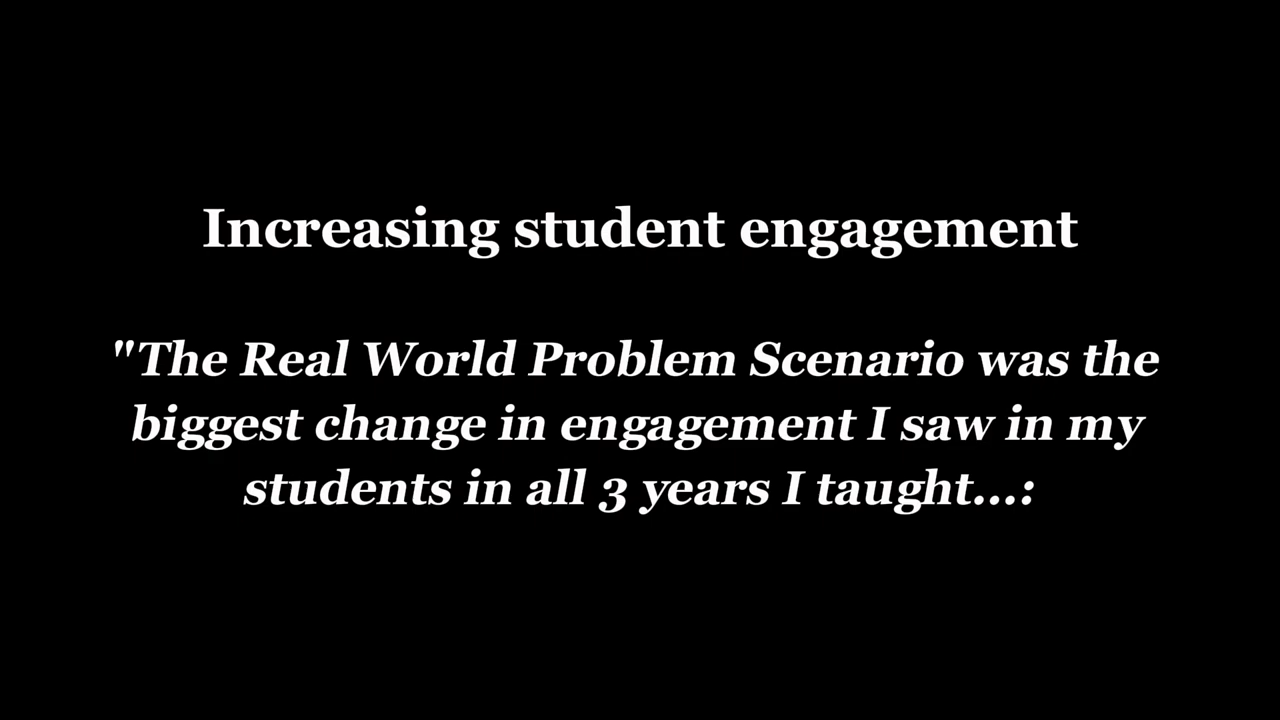 Increasing student engagement
"The Real World Problem Scenario was the
biggest change in engagement I saw in my
students in all 3 years I taught...: